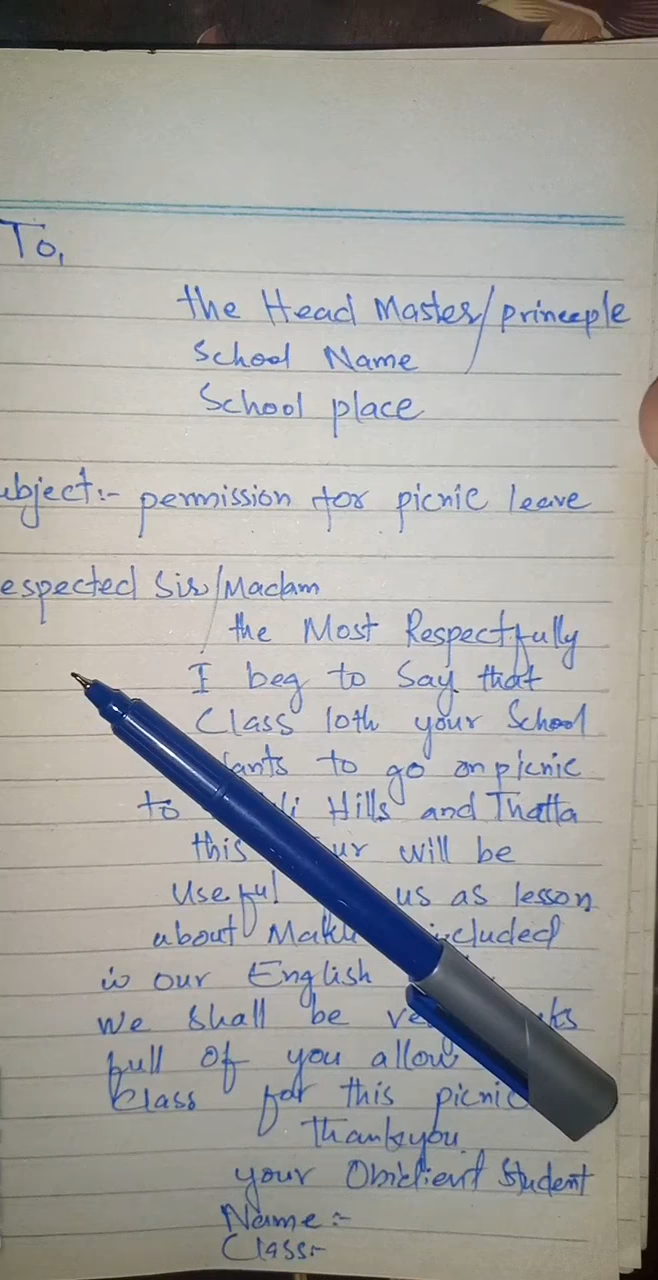 To,
the Head Master/princeple
School Name
School place
ubject:- permission for picnic leave
espected Sir/Madam
the Most Respectfully
I beg to Say that
Class 10th your School
to go on picnic
to Hills and Thatta
this will be
Useful us as lesson
about
in our English
We shall be
full of you allow
Class for this picnic
thankyou
your Obidient Student
Name:-
Class:-